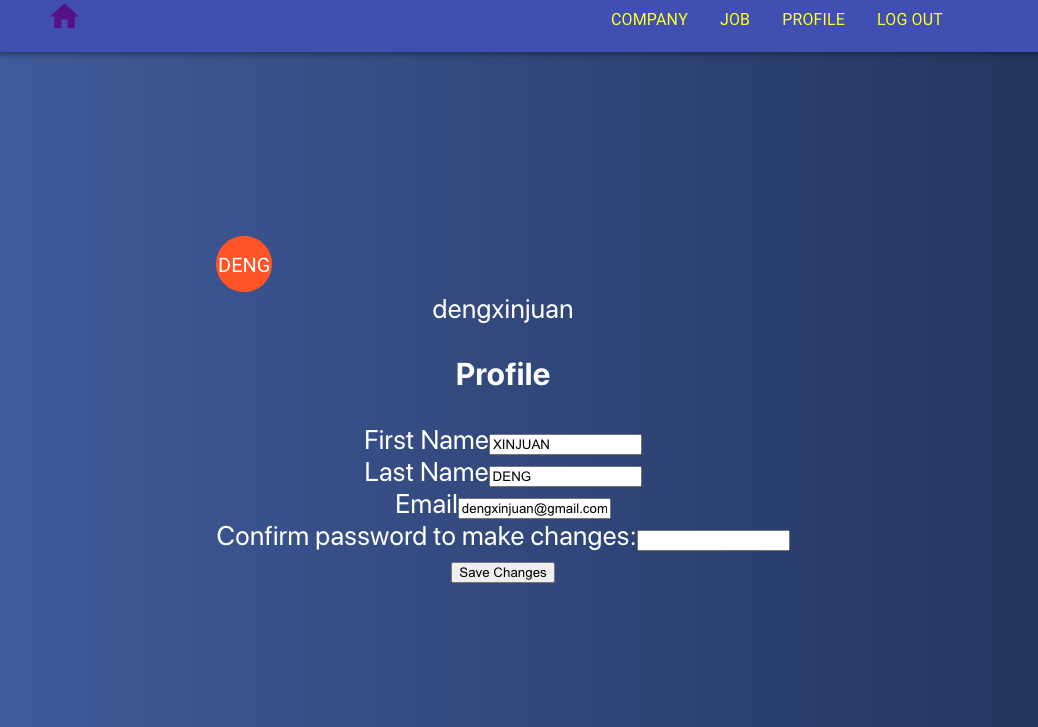 COMPANY JOB PROFILE LOG OUT
DENG
dengxinjuan
Profile
First Name XINJUAN
Last Name DENG
Email dengxinjuan@gmail.com
Confirm password to make changes:
Save Changes